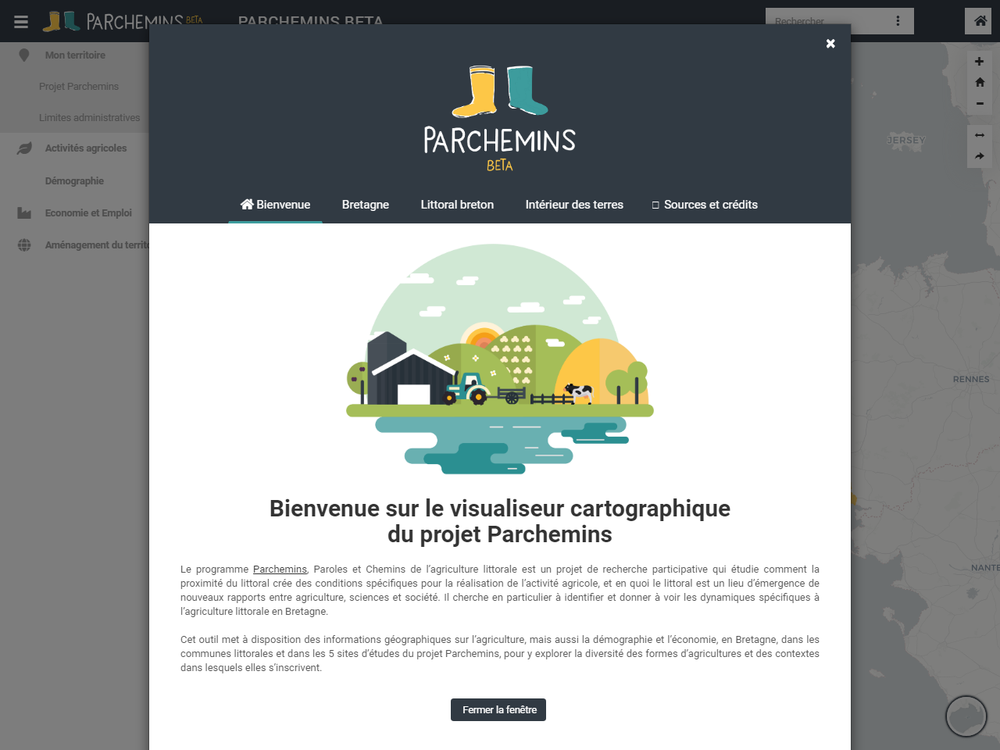 PARCHEMINS BETA
PARCHEMINS BETA
Rechercher
Mon territoire
Projet Parchemins
Limites administratives
Activités agricoles
Démographie
Economie et Emploi
Aménagement du territo
JERSEY
RENNES
NANTE
PARCHEMINS
BETA
Bienvenue
Bretagne
Littoral breton
Intérieur des terres
Sources et crédits
Bienvenue sur le visualiseur cartographique
du projet Parchemins
Le programme Parchemins, Paroles et Chemins de l’agriculture littorale est un projet de recherche participative qui étudie comment la
proximité du littoral crée des conditions spécifiques pour la réalisation de l’activité agricole, et en quoi le littoral est un lieu d’émergence de
nouveaux rapports entre agriculture, sciences et société. Il cherche en particulier à identifier et donner à voir les dynamiques spécifiques à
l’agriculture littorale en Bretagne.
Cet outil met à disposition des informations géographiques sur l’agriculture, mais aussi la démographie et l'économie, en Bretagne, dans les
communes littorales et dans les 5 sites d’études du projet Parchemins, pour y explorer la diversité des formes d’agricultures et des contextes
dans lesquels elles s’inscrivent.
Fermer la fenêtre